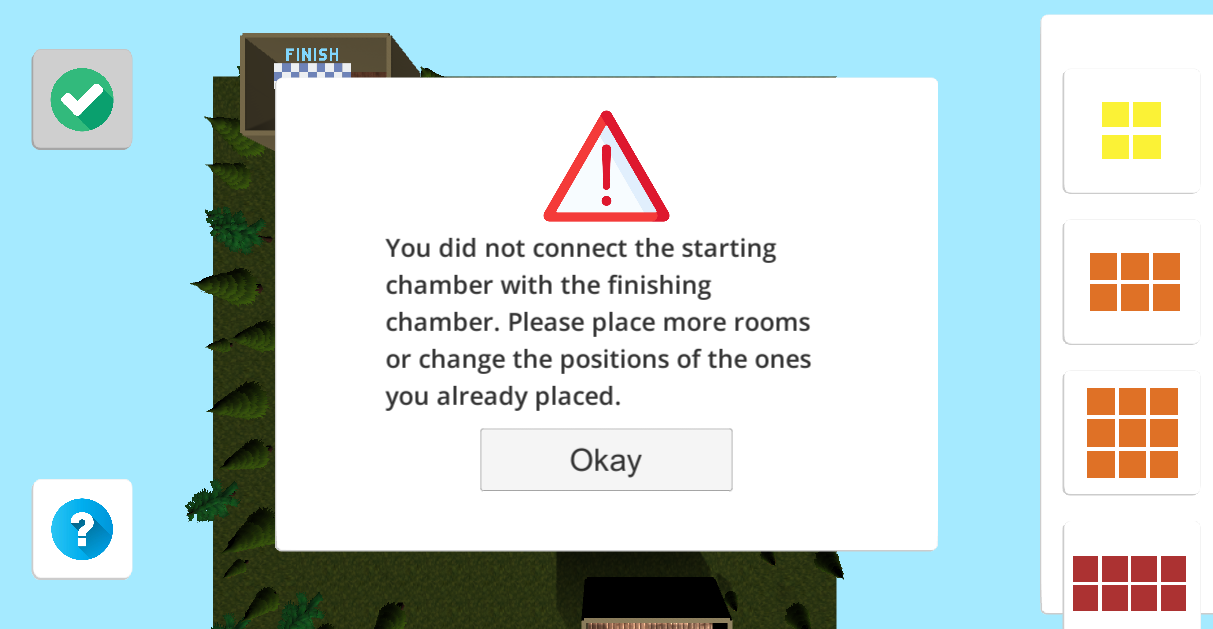 FINISH
You did not connect the starting
chamber with the finishing
chamber. Please place more rooms
or change the positions of the ones
you already placed.
Okay